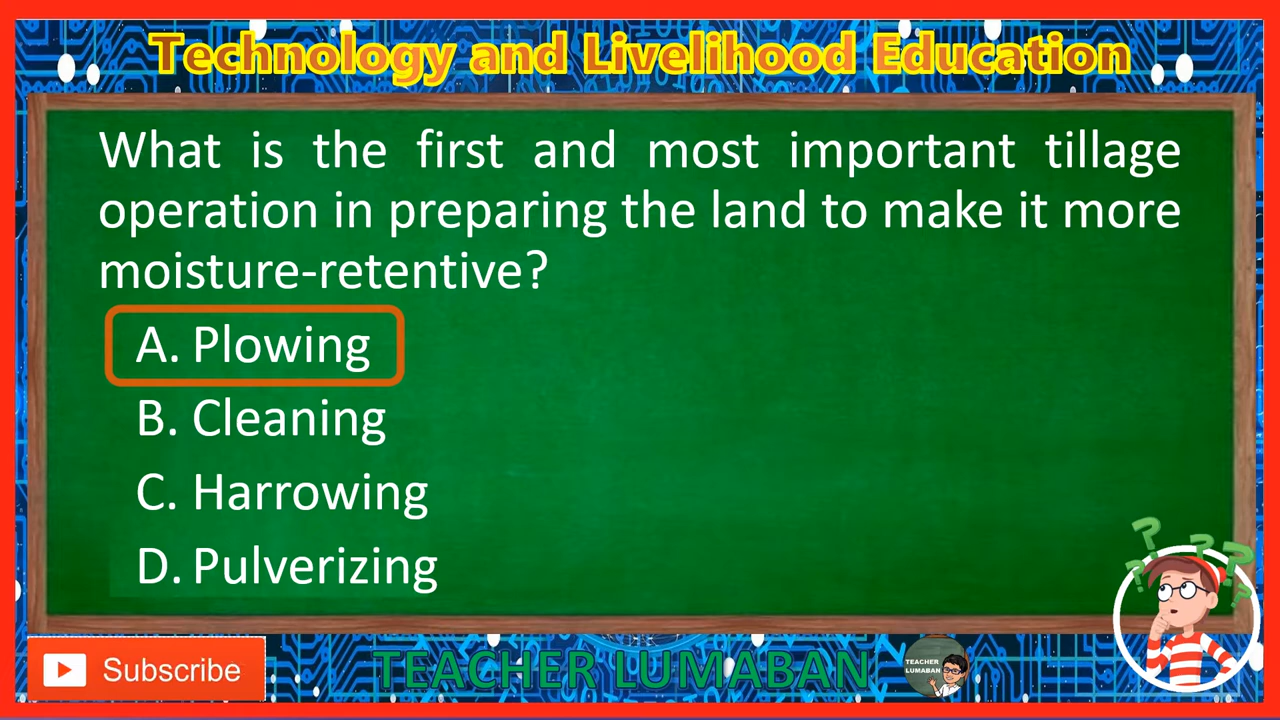 Technology and Livelihood Education
What is the first and most important tillage
operation in preparing the land to make it more
moisture-retentive?
A. Plowing
B. Cleaning
C. Harrowing
D. Pulverizing
Subscribe
TEACHER LUMABAN
TEACHER
LUMABAN